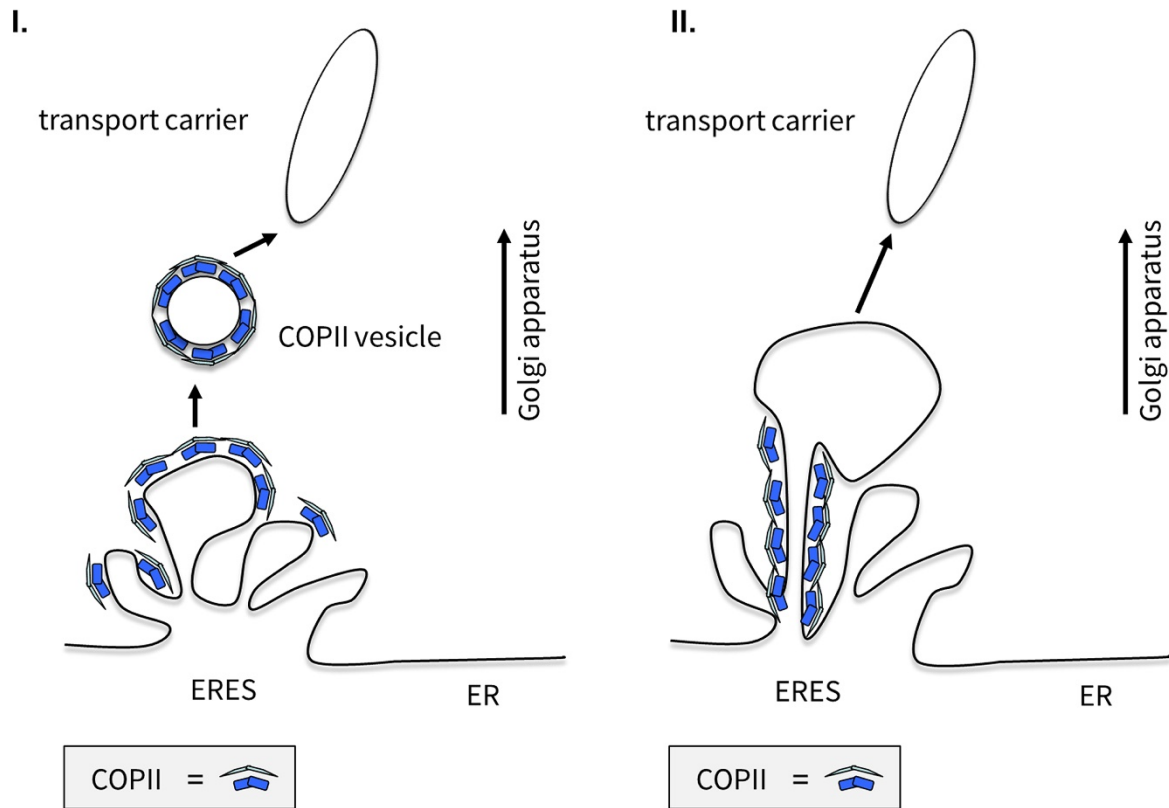 I.
transport carrier
COPII vesicle
Golgi apparatus
ERES
ER
COPII =
II.
transport carrier
Golgi apparatus
ERES
ER
COPII =